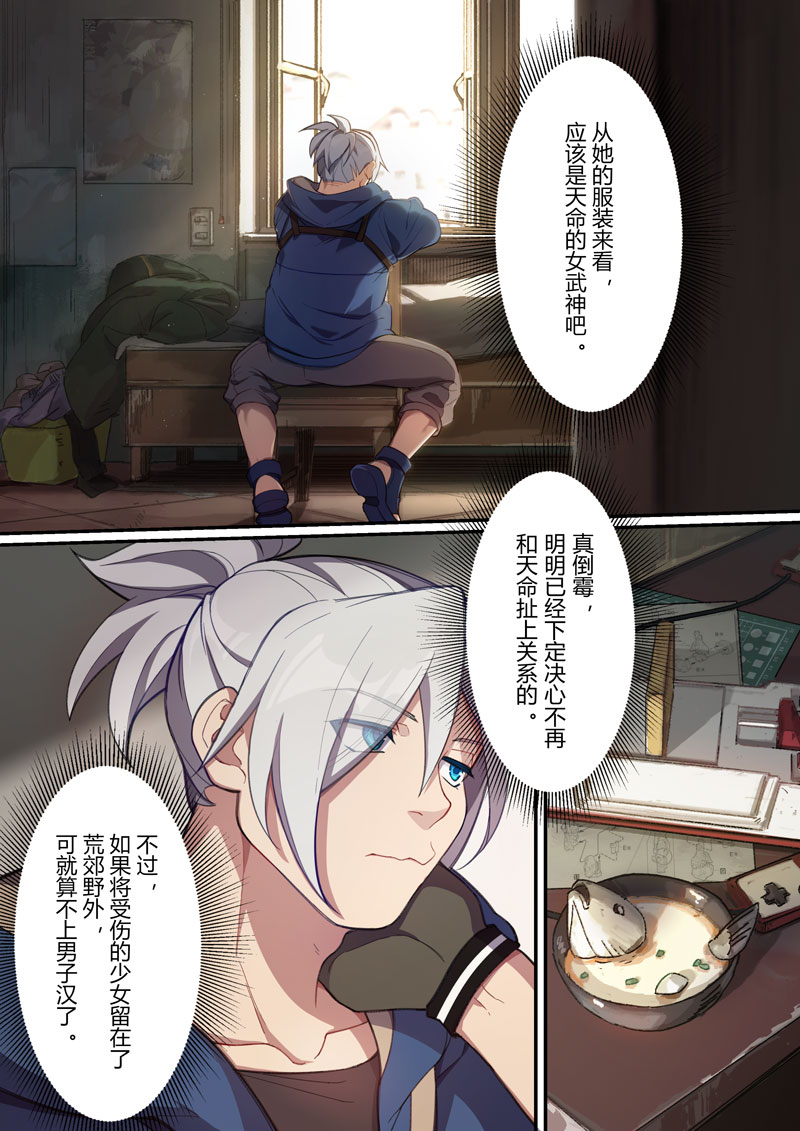 从她的服装来看，
应该是天命的女武神吧。
真倒霉，
明明已经下定决心不再
和天命扯上关系的。
不过，
如果将受伤的少女留在了
荒郊野外，
可就算不上男子汉了。